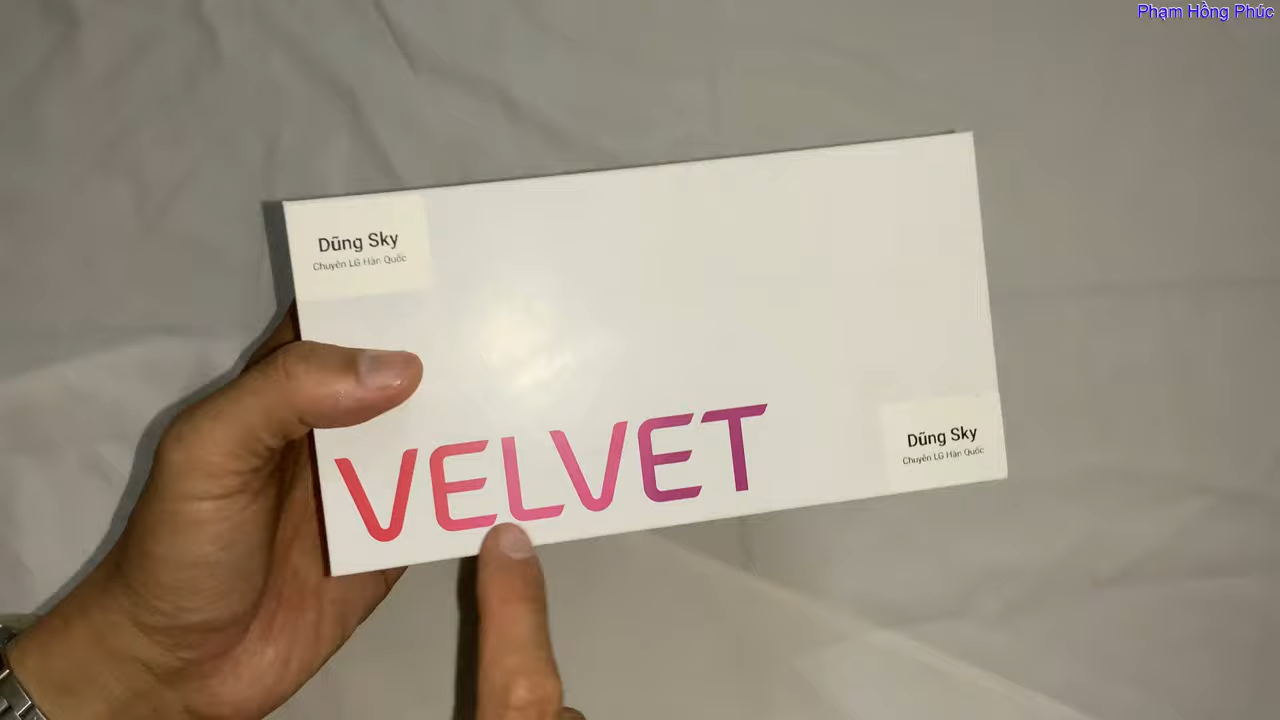 Phạm Hồng Phúc
Dũng Sky
Chuyên LG Hàn Quốc
VELVET
Dũng Sky
Chuyên LG Hàn Quốc